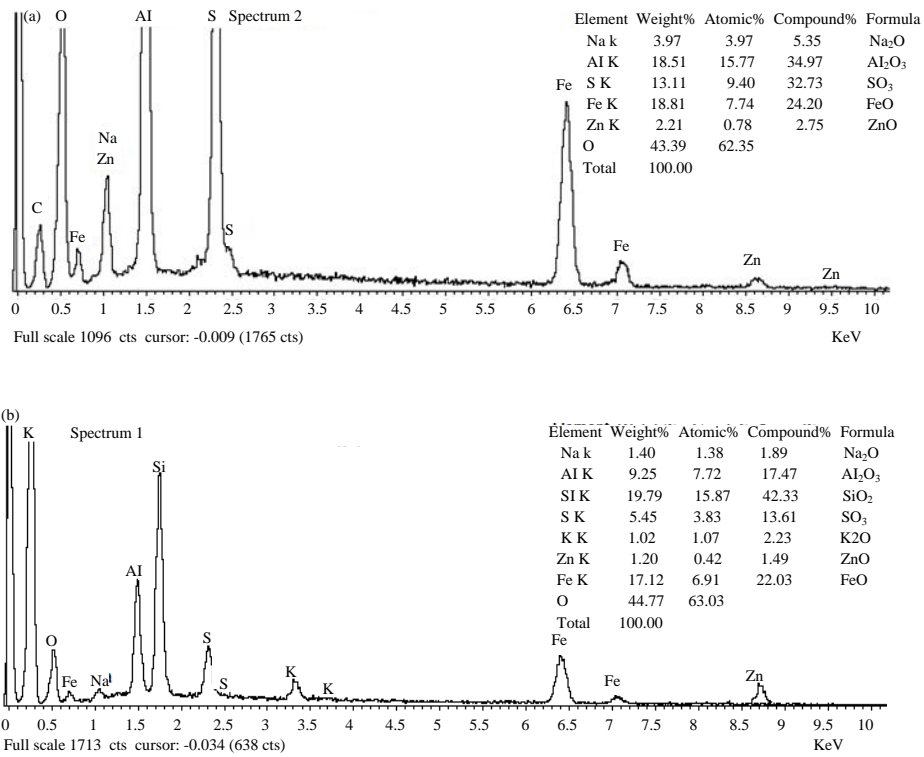 (a) O Al S Spectrum 2
Element Weight% Atomic% Compound% Formula
Na k 3.97 3.97 5.35 Na₂O
Al K 18.51 15.77 34.97 Al₂O₃
S K 13.11 9.40 32.73 SO₃
Fe K 18.81 7.74 24.20 FeO
Zn K 2.21 0.78 2.75 ZnO
O 43.39 62.35
Total 100.00
Fe
Na
Zn
C
Fe
S
Fe
Zn
Zn
0 0.5 1 1.5 2 2.5 3 3.5 4 4.5 5 5.5 6 6.5 7 7.5 8 8.5 9 9.5 10
Full scale 1096 cts cursor: -0.009 (1765 cts) KeV
(b)
K Spectrum 1
Element Weight% Atomic% Compound% Formula
Na k 1.40 1.38 1.89 Na₂O
Al K 9.25 7.72 17.47 Al₂O₃
SI K 19.79 15.87 42.33 SiO₂
S K 5.45 3.83 13.61 SO₃
K K 1.02 1.07 2.23 K2O
Zn K 1.20 0.42 1.49 ZnO
Fe K 17.12 6.91 22.03 FeO
O 44.77 63.03
Total 100.00
Si
Al
O
Fe
Na
S
S
K
K
Fe
Fe
Zn
0 0.5 1 1.5 2 2.5 3 3.5 4 4.5 5 5.5 6 6.5 7 7.5 8 8.5 9 9.5 10
Full scale 1713 cts cursor: -0.034 (638 cts) KeV